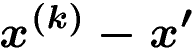 x^{(k)} − x′